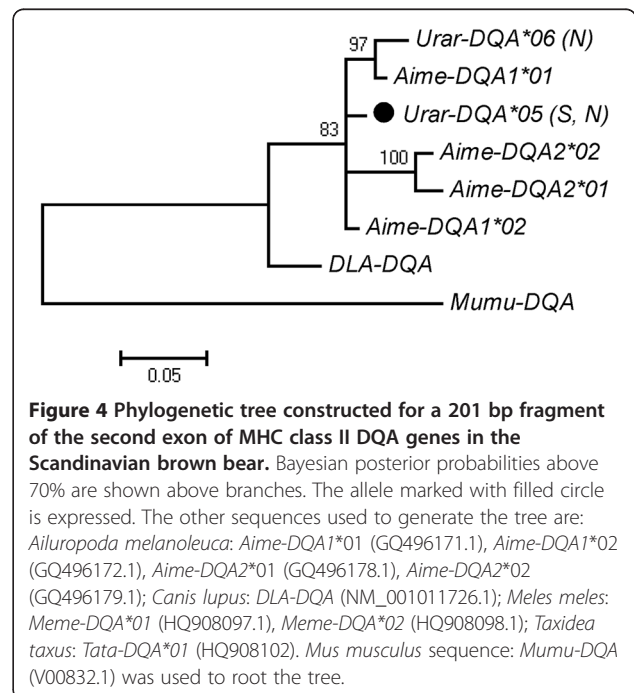 97
Urar-DQA*06 (N)
Aime-DQA1*01
Urar-DQA*05 (S, N)
83
100
Aime-DQA2*02
Aime-DQA2*01
Aime-DQA1*02
DLA-DQA
Mumu-DQA
0.05
Figure 4 Phylogenetic tree constructed for a 201 bp fragment
of the second exon of MHC class II DQA genes in the
Scandinavian brown bear. Bayesian posterior probabilities above
70% are shown above branches. The allele marked with filled circle
is expressed. The other sequences used to generate the tree are:
Ailuropoda melanoleuca: Aime-DQA1*01 (GQ496171.1), Aime-DQA1*02
(GQ496172.1), Aime-DQA2*01 (GQ496178.1), Aime-DQA2*02
(GQ496179.1); Canis lupus: DLA-DQA (NM_001011726.1); Meles meles:
Meme-DQA*01 (HQ908097.1), Meme-DQA*02 (HQ908098.1); Taxidea
taxus: Tata-DQA*01 (HQ908102). Mus musculus sequence: Mumu-DQA
(V00832.1) was used to root the tree.